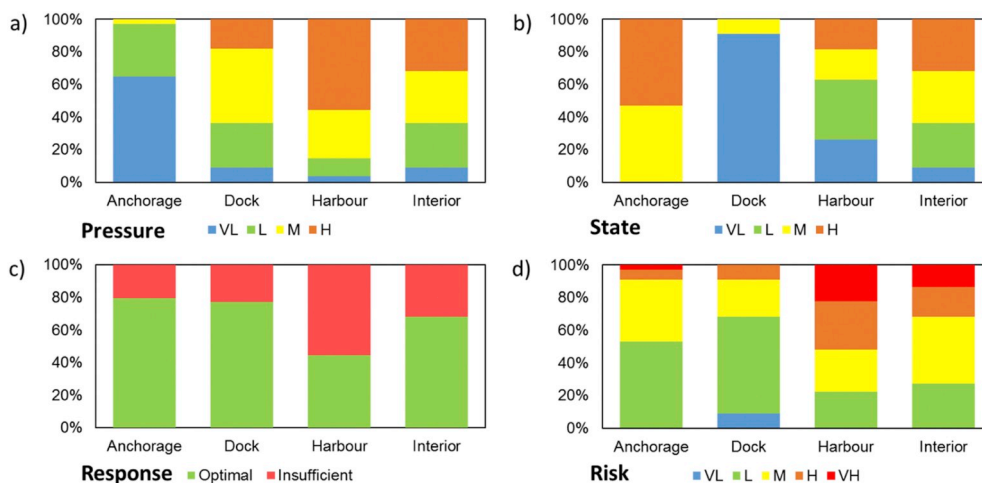 a)
100%
80%
60%
40%
20%
0%
Anchorage Dock Harbour Interior
Pressure VL L M H
b)
100%
80%
60%
40%
20%
0%
Anchorage Dock Harbour Interior
State VL L M H
c)
100%
80%
60%
40%
20%
0%
Anchorage Dock Harbour Interior
Response Optimal Insufficient
d)
100%
80%
60%
40%
20%
0%
Anchorage Dock Harbour Interior
Risk VL L M H VH